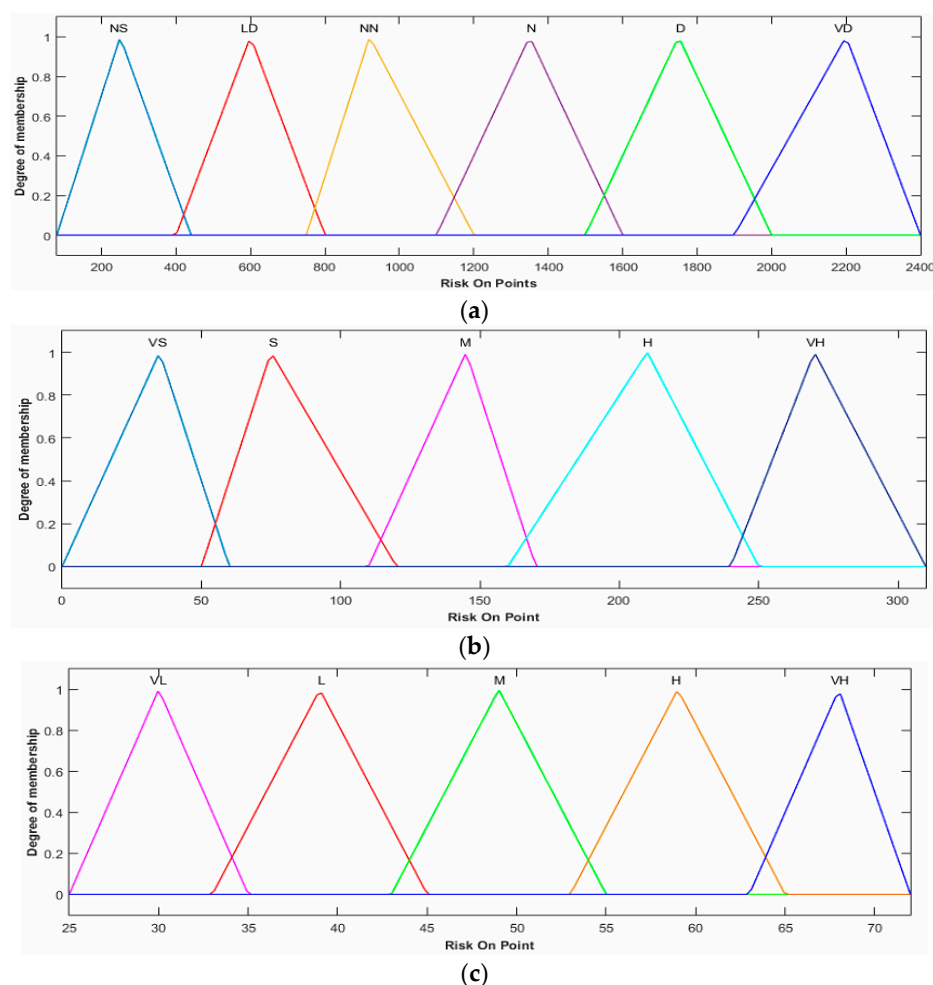 NS LD NN N D VD
1
0.8
0.6
0.4
0.2
0
Degree of membership
200 400 600 800 1000 1200 1400 1600 1800 2000 2200 2400
Risk On Points
(a)
VS S M H VH
1
0.8
0.6
0.4
0.2
0
Degree of membership
0 50 100 150 200 250 300
Risk On Point
(b)
VL L M H VH
1
0.8
0.6
0.4
0.2
0
Degree of membership
25 30 35 40 45 50 55 60 65 70
Risk On Point
(c)